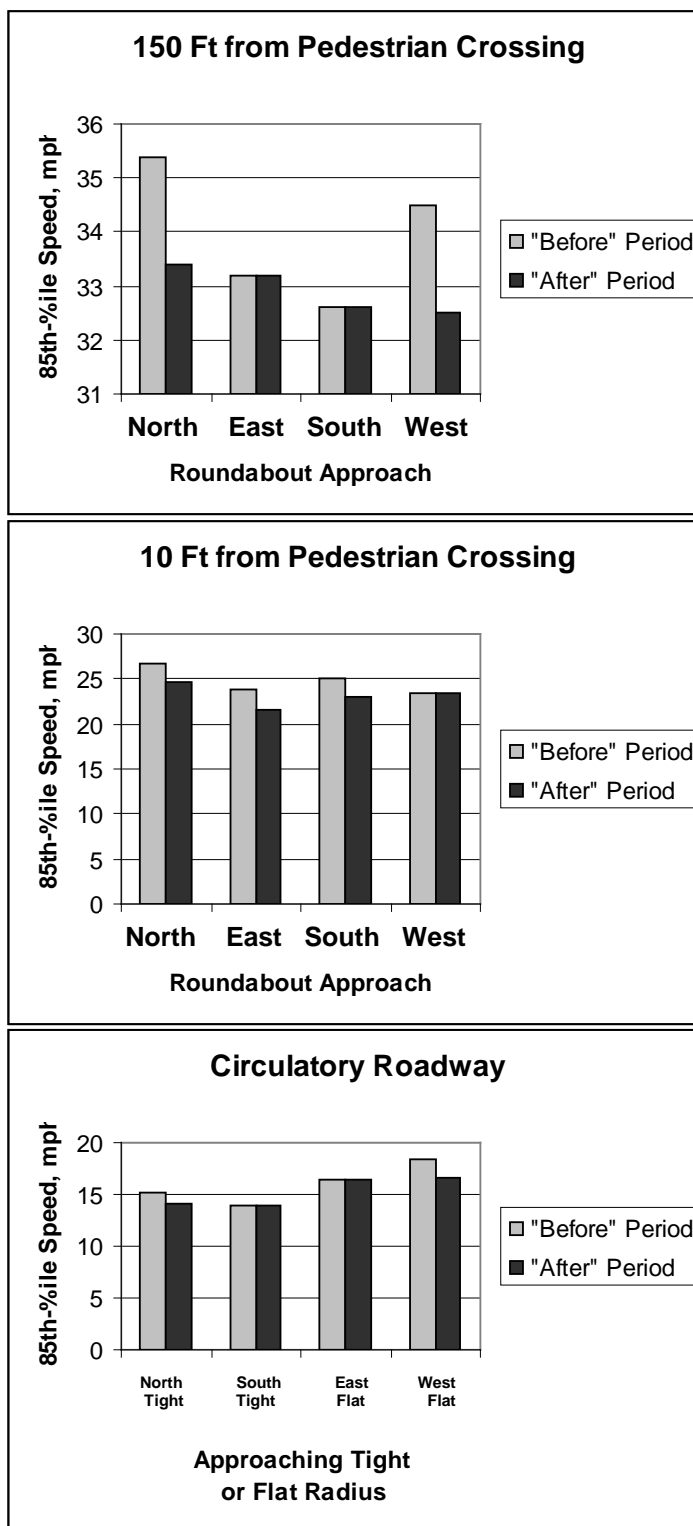 150 Ft from Pedestrian Crossing
36
35
34
33
32
31
85th-%ile Speed, mph
North East South West
Roundabout Approach
"Before" Period
"After" Period
10 Ft from Pedestrian Crossing
30
25
20
15
10
5
0
85th-%ile Speed, mph
North East South West
Roundabout Approach
"Before" Period
"After" Period
Circulatory Roadway
20
15
10
5
0
85th-%ile Speed, mph
North South East West
Tight Tight Flat Flat
Approaching Tight
or Flat Radius
"Before" Period
"After" Period